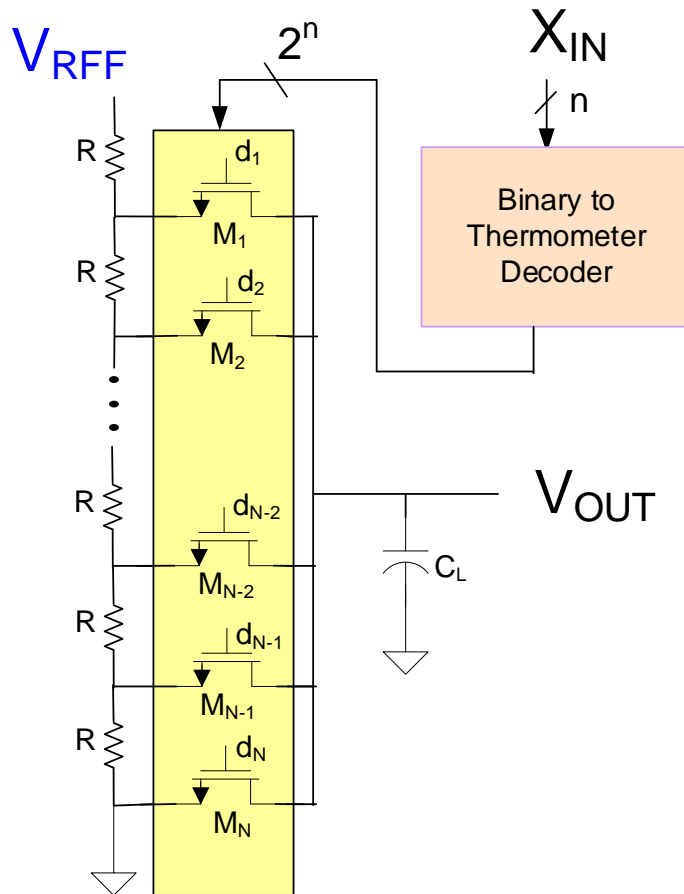 V_RFF
2^n
X_IN
n
R
d_1
M_1
Binary to
Thermometer
Decoder
R
d_2
M_2
R
d_N-2
M_N-2
V_OUT
C_L
R
d_N-1
M_N-1
R
d_N
M_N